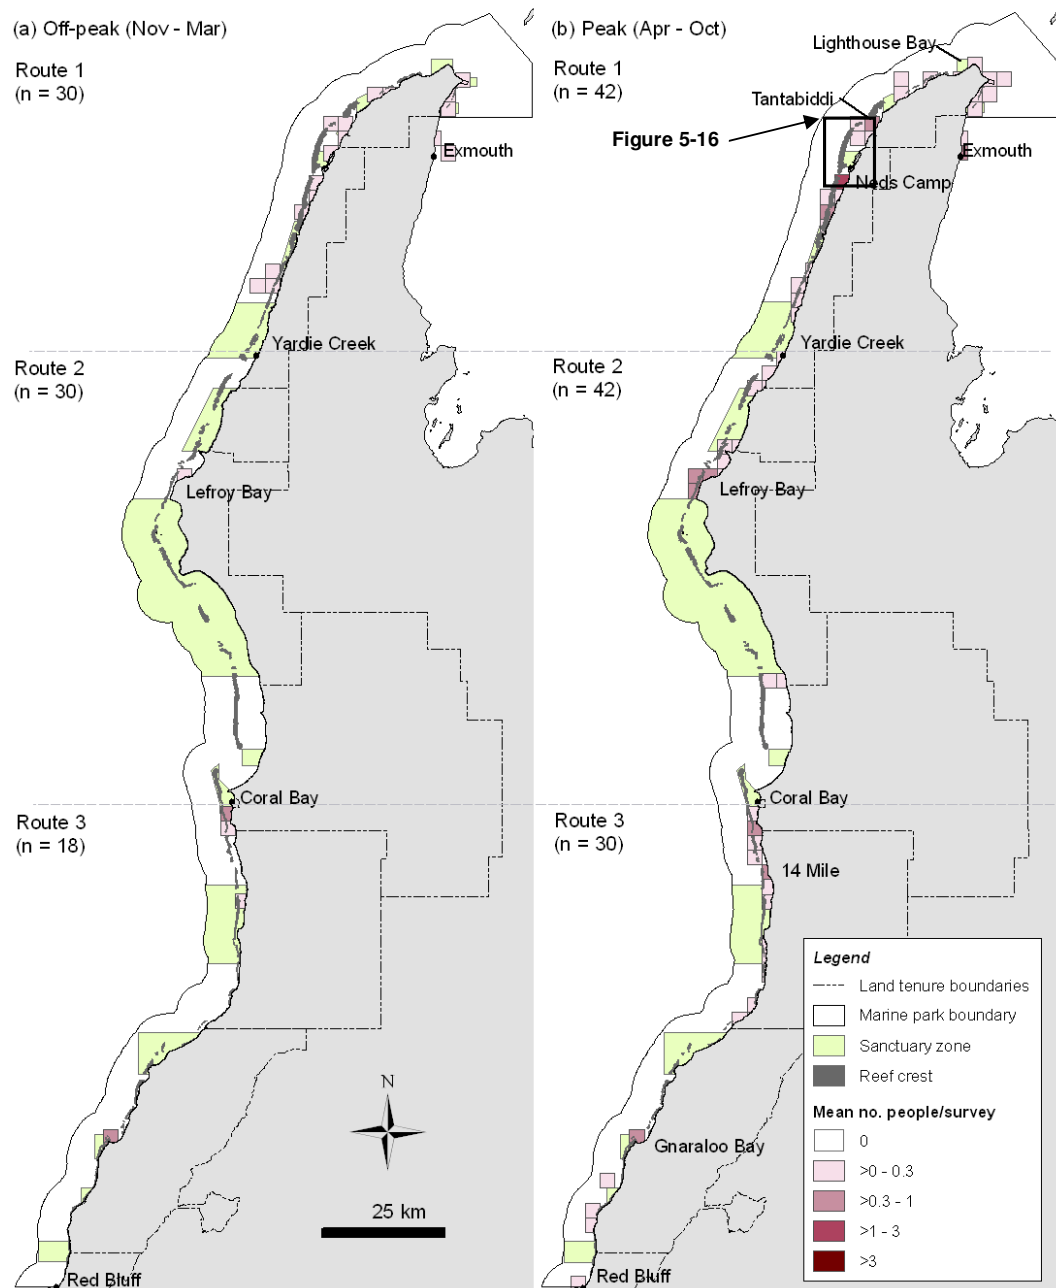 (a) Off-peak (Nov - Mar)
Route 1
(n = 30)
Exmouth
Yardie Creek
Route 2
(n = 30)
Lefroy Bay
Coral Bay
Route 3
(n = 18)
N
25 km
Red Bluff
(b) Peak (Apr - Oct)
Lighthouse Bay
Route 1
(n = 42)
Tantabiddi
Figure 5-16
Exmouth
Neds Camp
Yardie Creek
Route 2
(n = 42)
Lefroy Bay
Coral Bay
Route 3
(n = 30)
14 Mile
Gnaraloo Bay
Red Bluff
Legend
Land tenure boundaries
Marine park boundary
Sanctuary zone
Reef crest
Mean no. people/survey
0
>0 - 0.3
>0.3 - 1
>1 - 3
>3